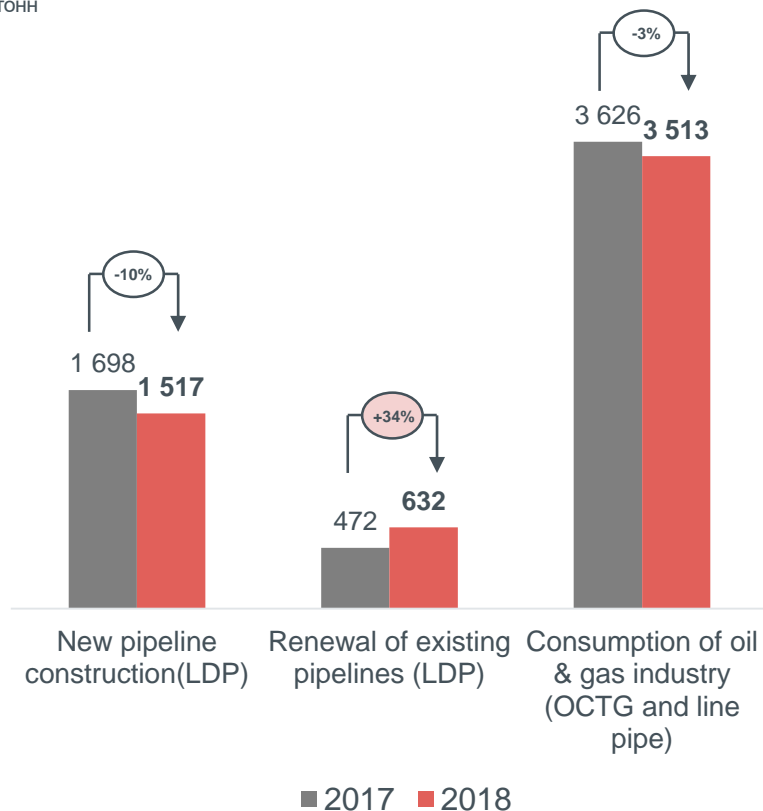 тонн
-3%
3 626
3 513
-10%
1 698
1 517
+34%
472
632
New pipeline
construction(LDP)
Renewal of existing
pipelines (LDP)
Consumption of oil
& gas industry
(OCTG and line
pipe)
2017
2018